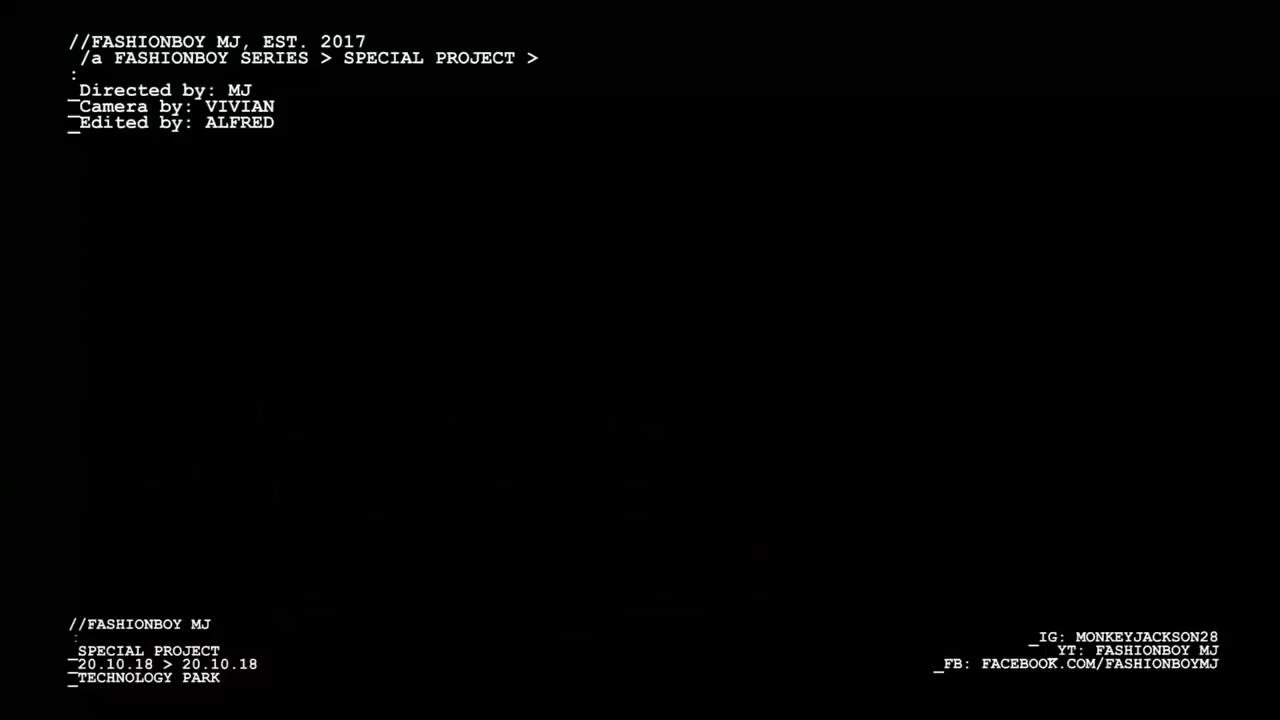 //FASHIONBOY MJ, EST. 2017
/a FASHIONBOY SERIES > SPECIAL PROJECT >
:
_Directed by: MJ
_Camera by: VIVIAN
_Edited by: ALFRED
//FASHIONBOY MJ
:
_SPECIAL PROJECT
_20.10.18 > 20.10.18
_TECHNOLOGY PARK
_IG: MONKEYJACKSON28
YT: FASHIONBOY MJ
_FB: FACEBOOK.COM/FASHIONBOYMJ